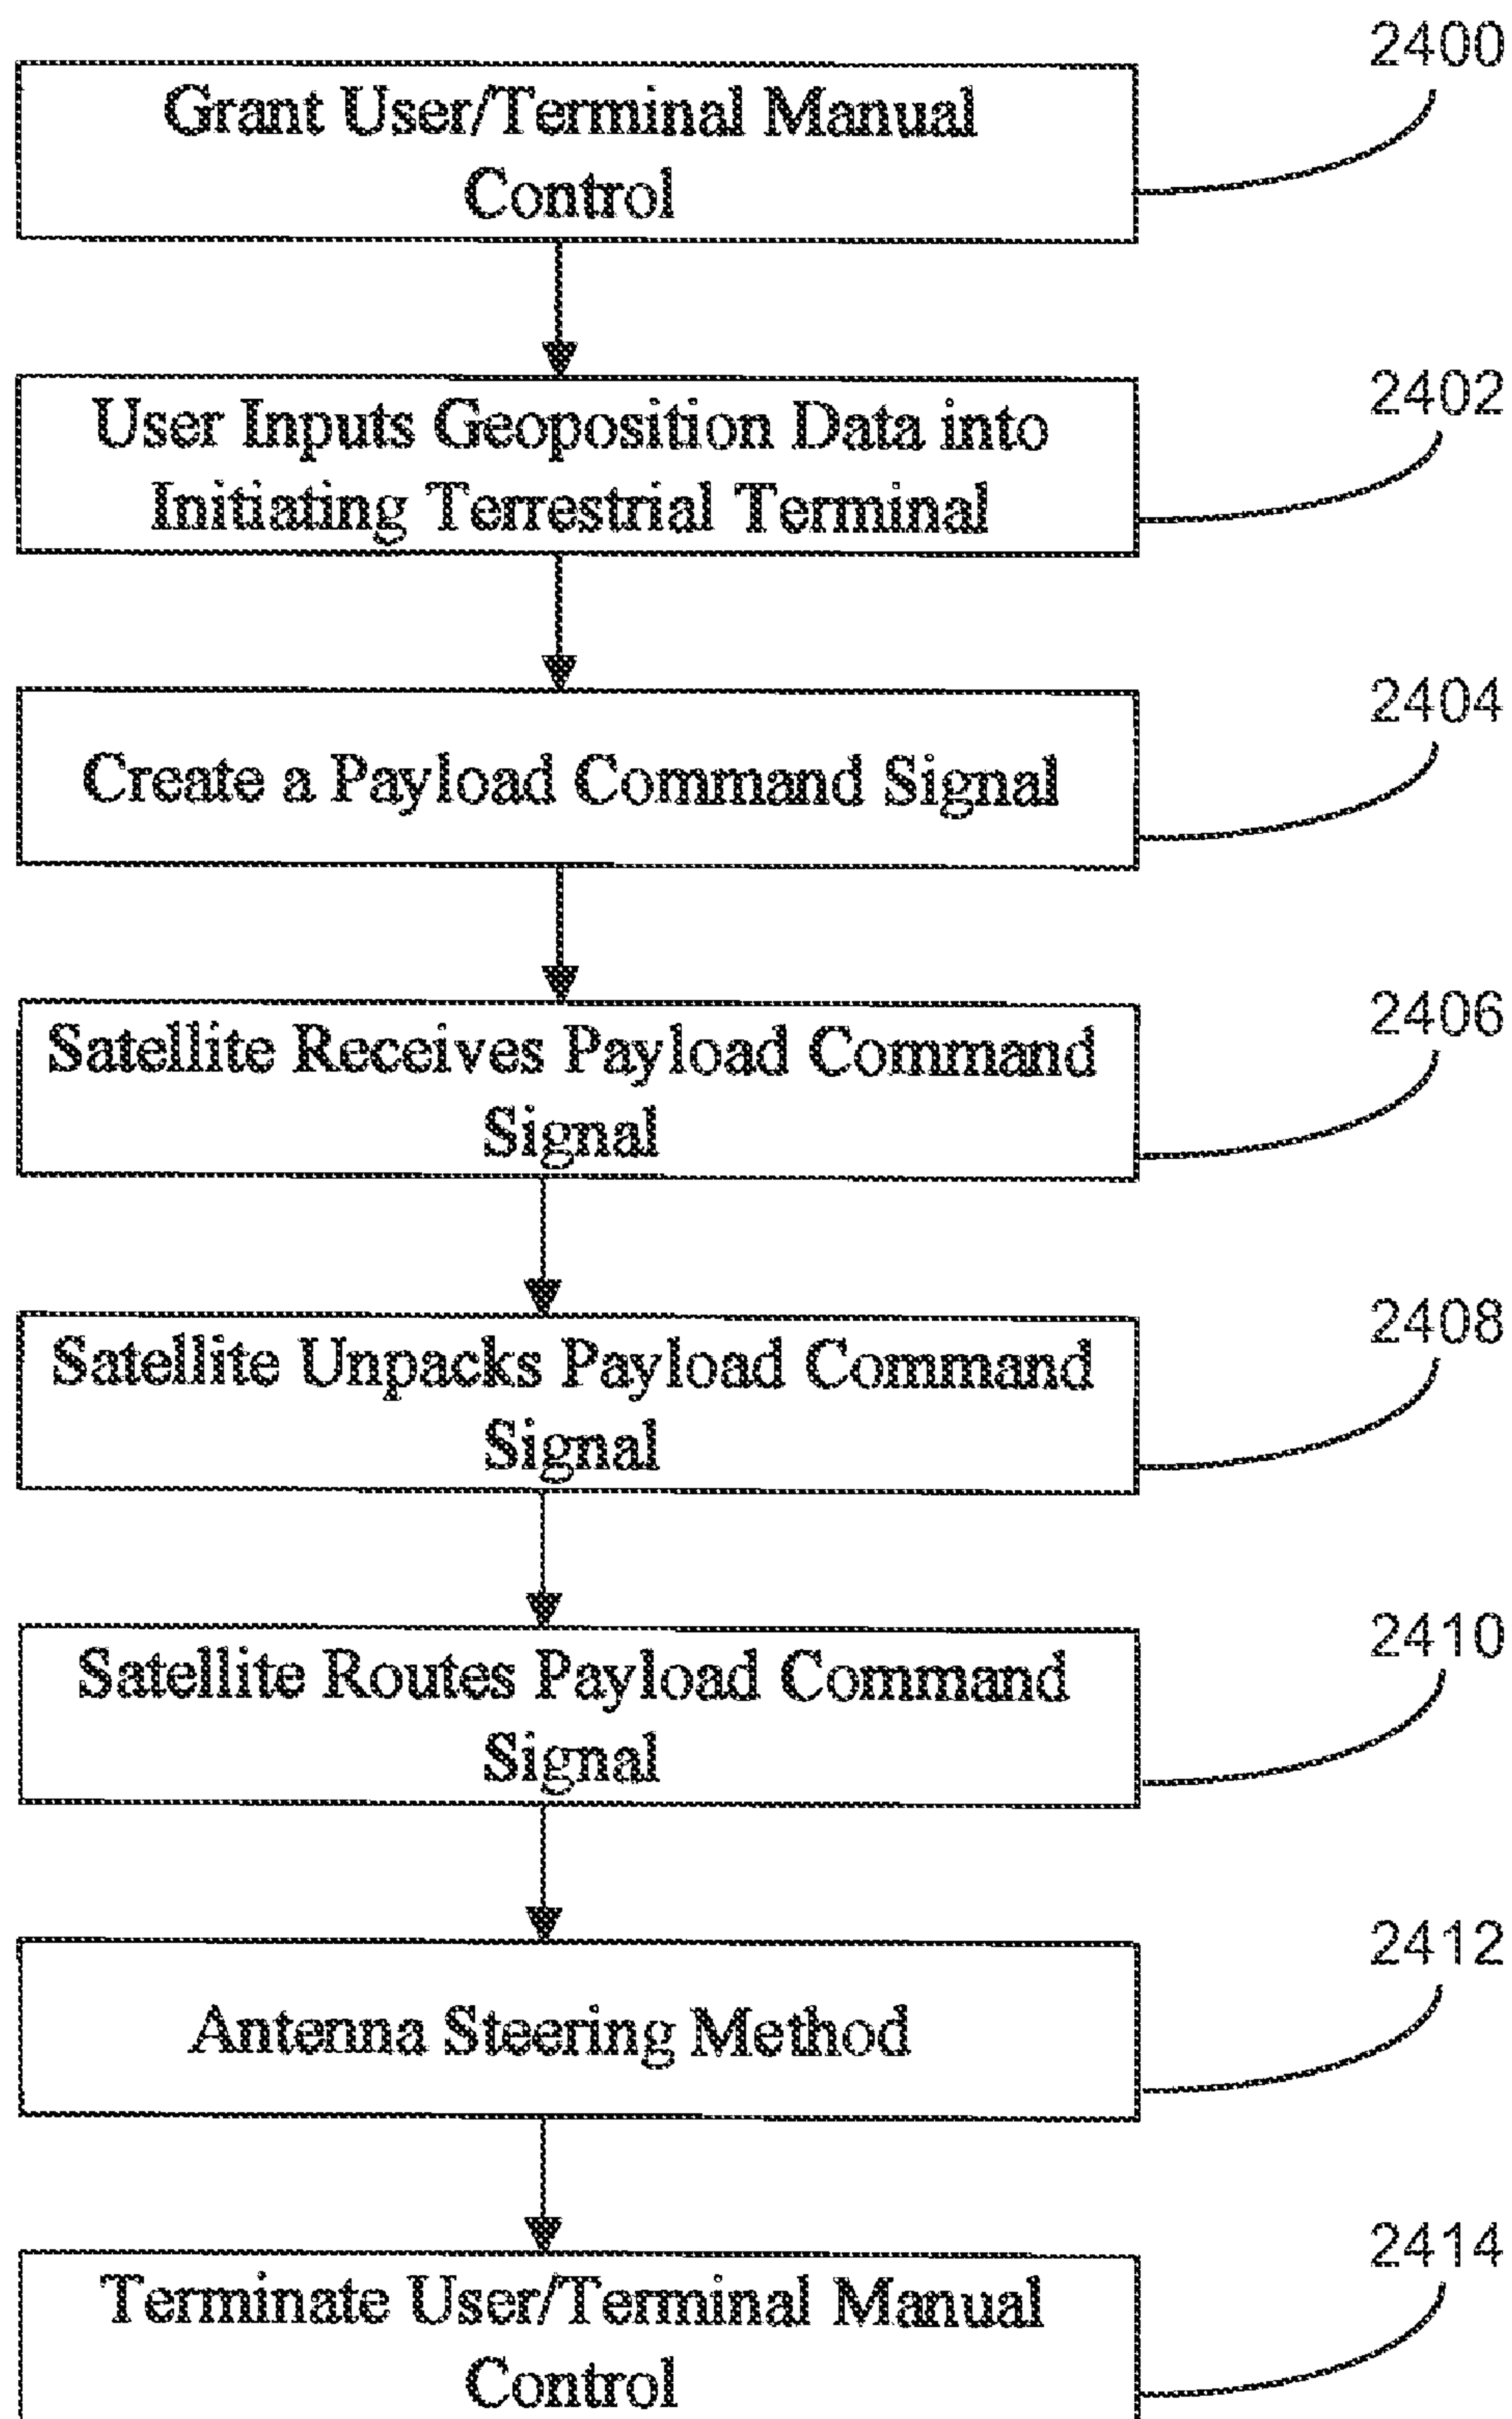 2400
Grant User/Terminal Manual
Control
2402
User Inputs Geoposition Data into
Initiating Terrestrial Terminal
2404
Create a Payload Command Signal
2406
Satellite Receives Payload Command
Signal
2408
Satellite Unpacks Payload Command
Signal
2410
Satellite Routes Payload Command
Signal
2412
Antenna Steering Method
2414
Terminate User/Terminal Manual
Control